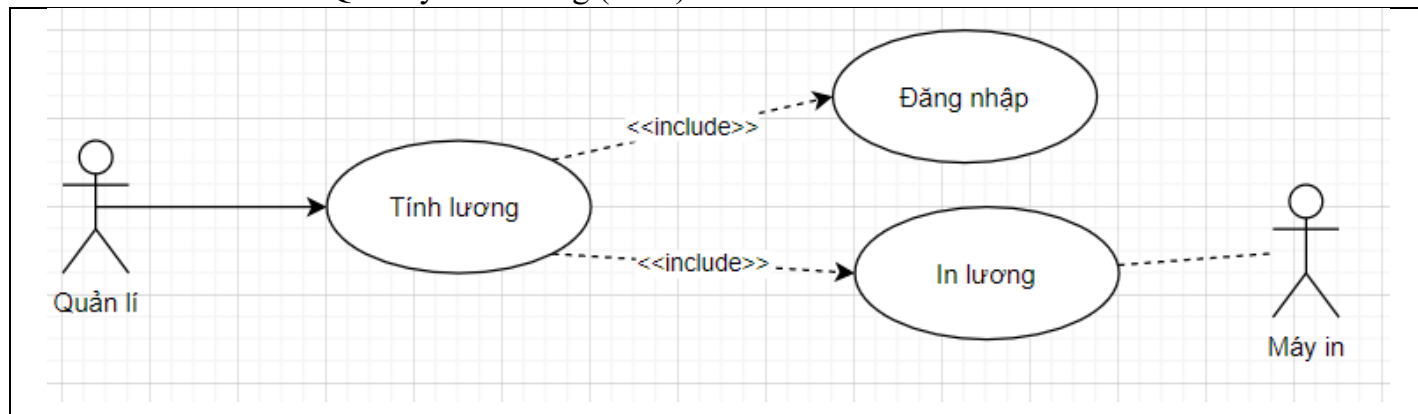 Đăng nhập
<<include>>
Tính lương
<<include>>
In lương
Quản lí
Máy in